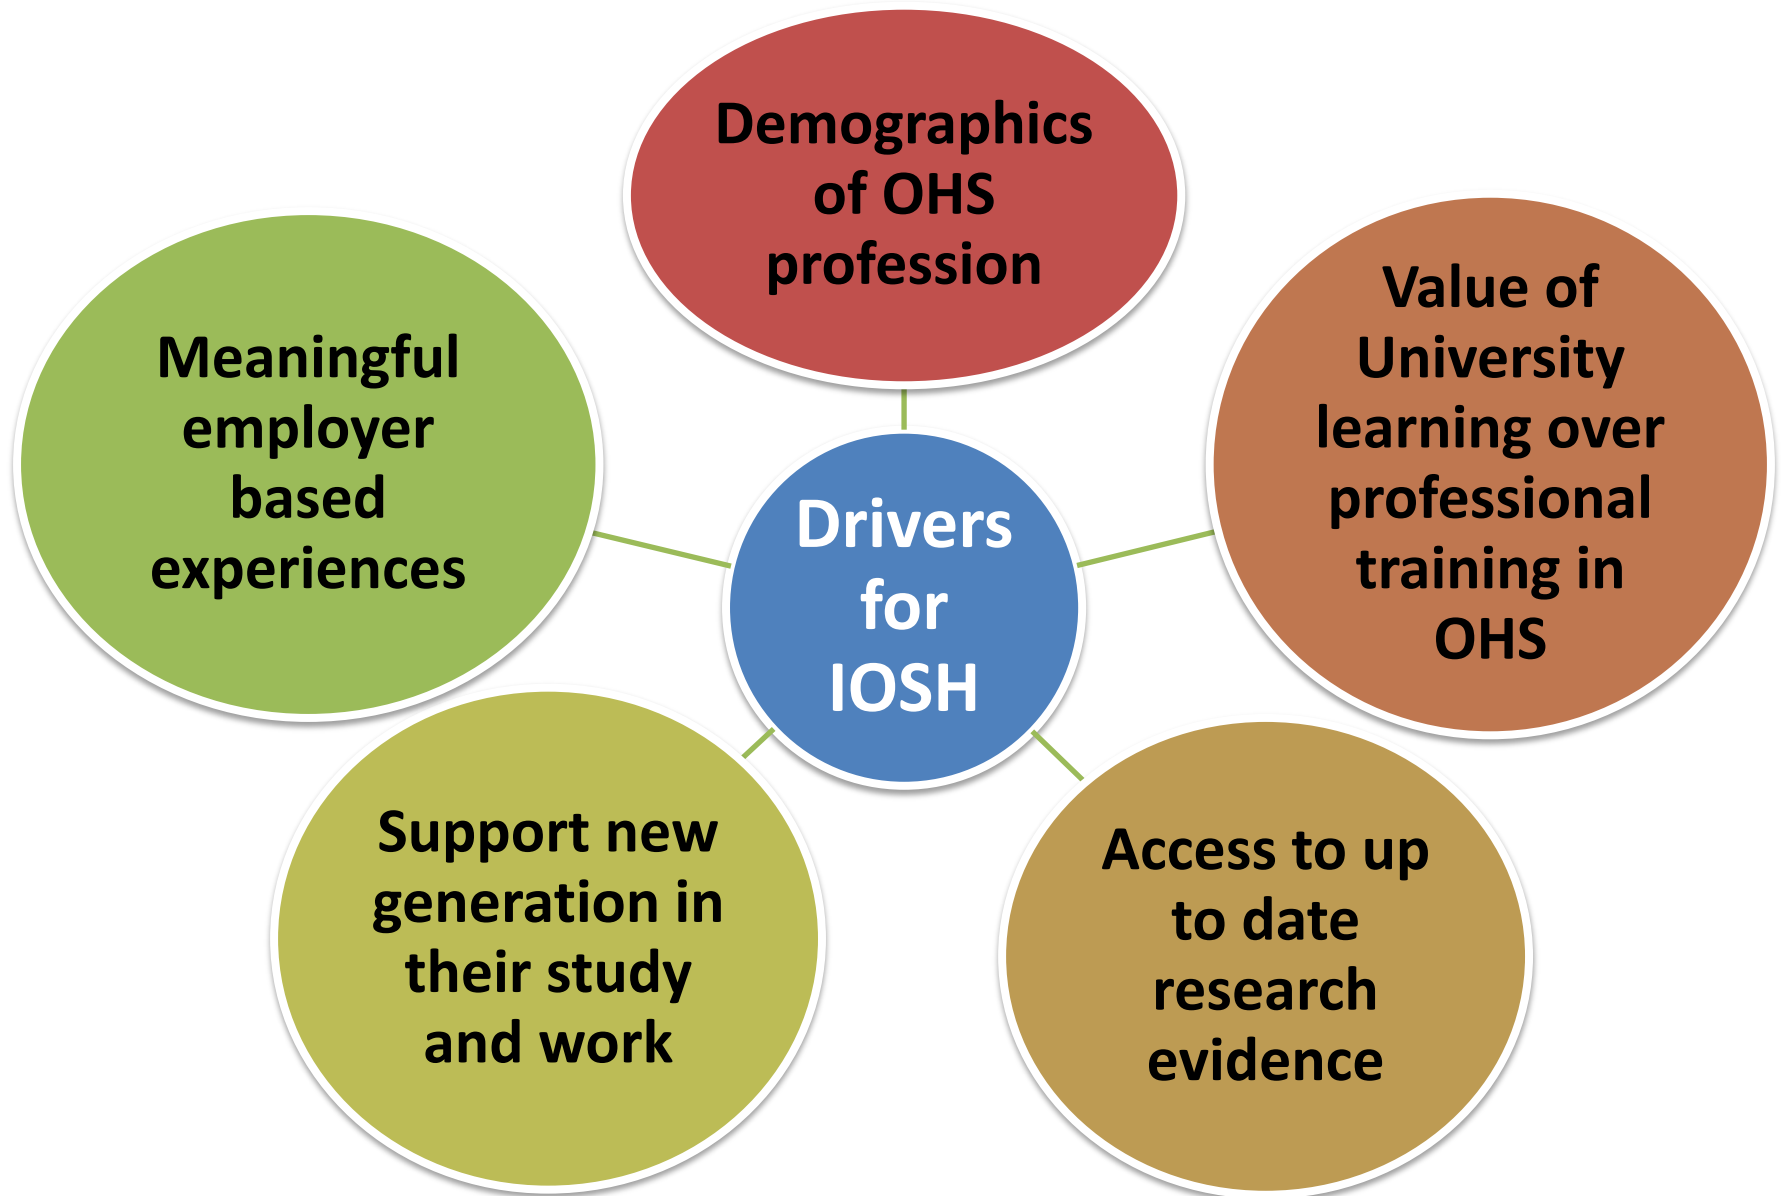 Demographics
of OHS
profession
Value of
University
learning over
professional
training in
OHS
Access to up
to date
research
evidence
Support new
generation in
their study
and work
Meaningful
employer
based
experiences
Drivers
for
IOSH